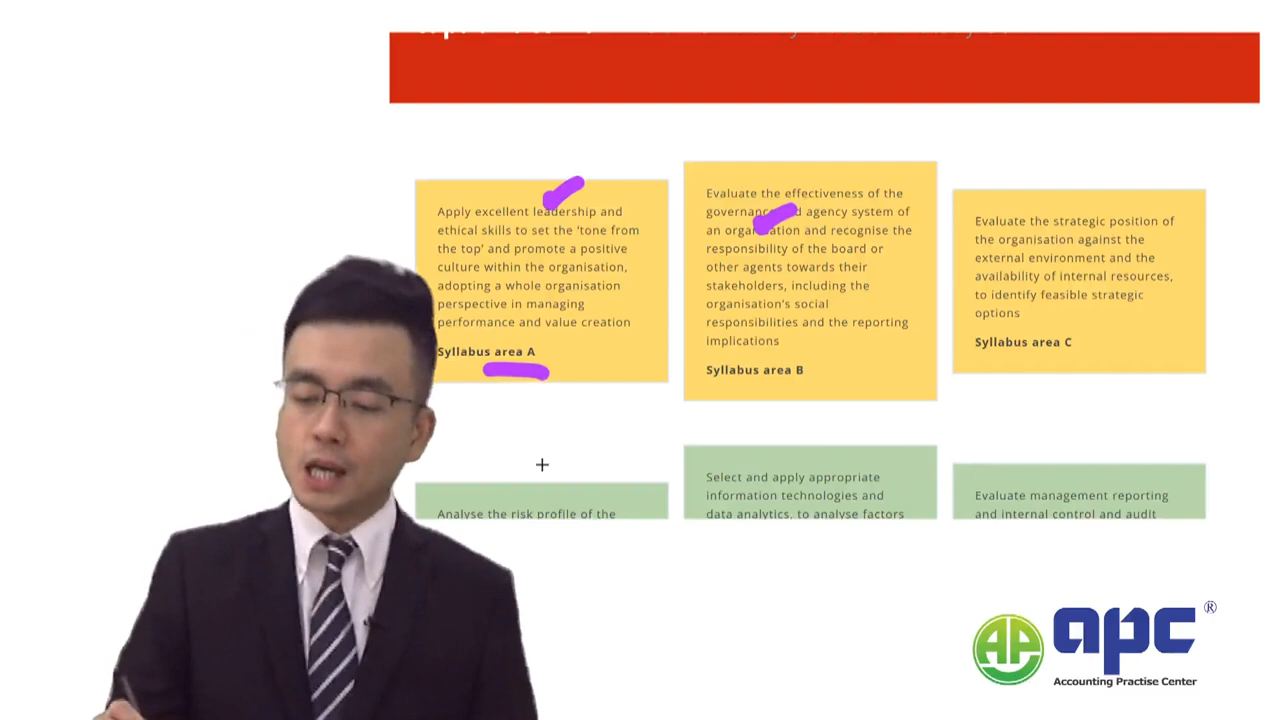 Apply excellent leadership and
ethical skills to set the ‘tone from
the top’ and promote a positive
culture within the organisation,
adopting a whole organisation
perspective in managing
performance and value creation
Syllabus area A
Evaluate the effectiveness of the
governance and agency system of
an organisation and recognise the
responsibility of the board or
other agents towards their
stakeholders, including the
organisation’s social
responsibilities and the reporting
implications
Syllabus area B
Evaluate the strategic position of
the organisation against the
external environment and the
availability of internal resources,
to identify feasible strategic
options
Syllabus area C
Analyse the risk profile of the
Select and apply appropriate
information technologies and
data analytics, to analyse factors
Evaluate management reporting
and internal control and audit
AP apc ®
Accounting Practise Center